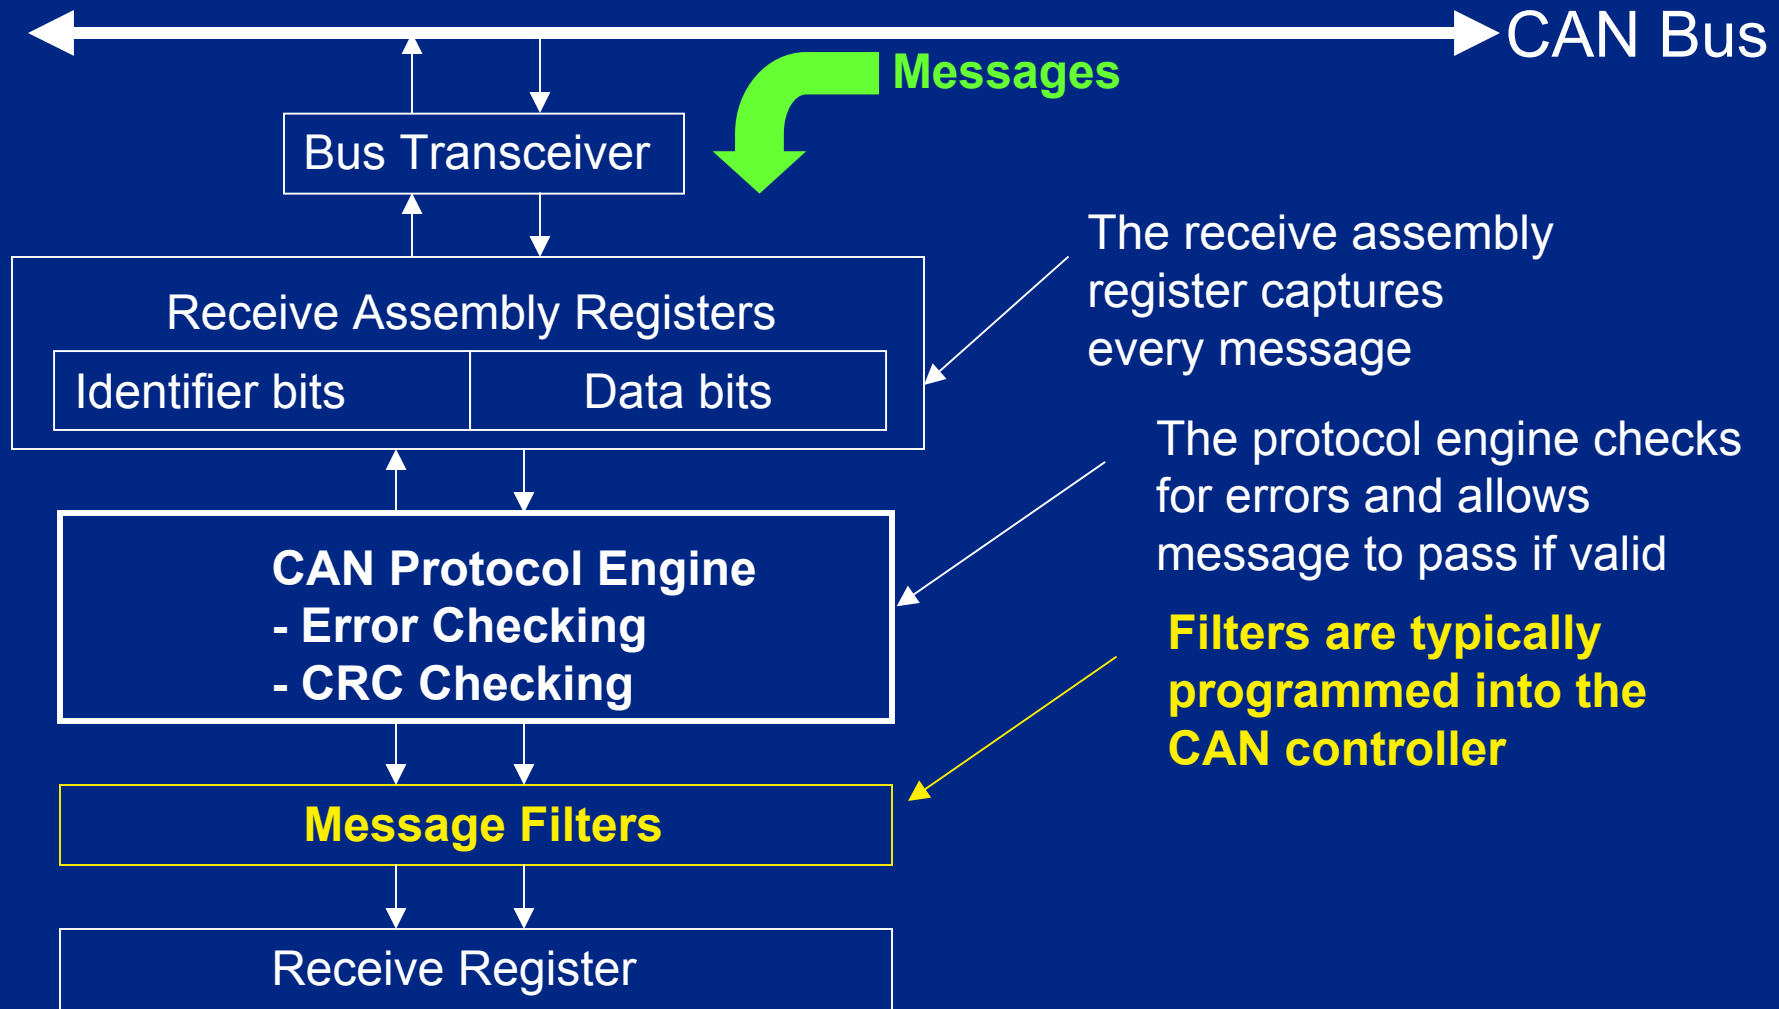 CAN Bus
Messages
Bus Transceiver
The receive assembly
register captures
every message
Receive Assembly Registers
Identifier bits
Data bits
The protocol engine checks
for errors and allows
message to pass if valid
CAN Protocol Engine
- Error Checking
- CRC Checking
Filters are typically
programmed into the
CAN controller
Message Filters
Receive Register